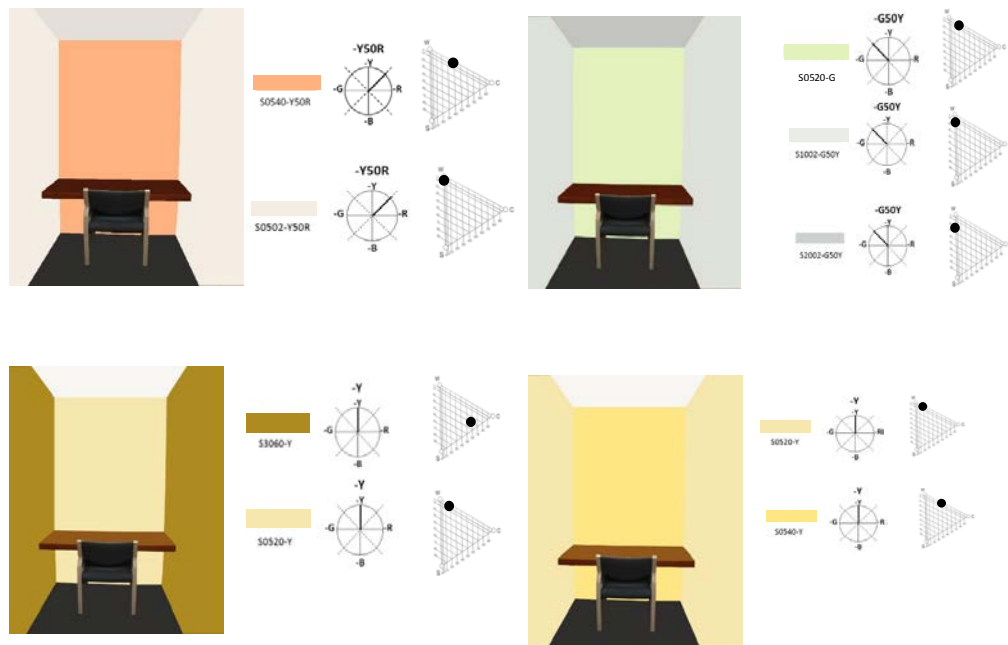 -Y50R
-Y
-G
-R
-B
S0540-Y50R
W
C
S
-Y50R
-Y
-G
-R
-B
S0502-Y50R
W
C
S
-G50Y
-Y
-G
R
-B
S0520-G
W
C
S
-G50Y
-Y
-G
-R
-B
S1002-G50Y
W
C
S
-G50Y
-Y
-G
-R
-B
S2002-G50Y
W
C
S
-Y
-Y
-G
-R
-B
S3060-Y
W
C
S
-Y
-Y
-G
-R
-B
S0520-Y
W
C
S
-Y
-Y
-G
-B
S0520-Y
W
C
S
-Y
-Y
-G
-R
-B
S0540-Y
W
C
S